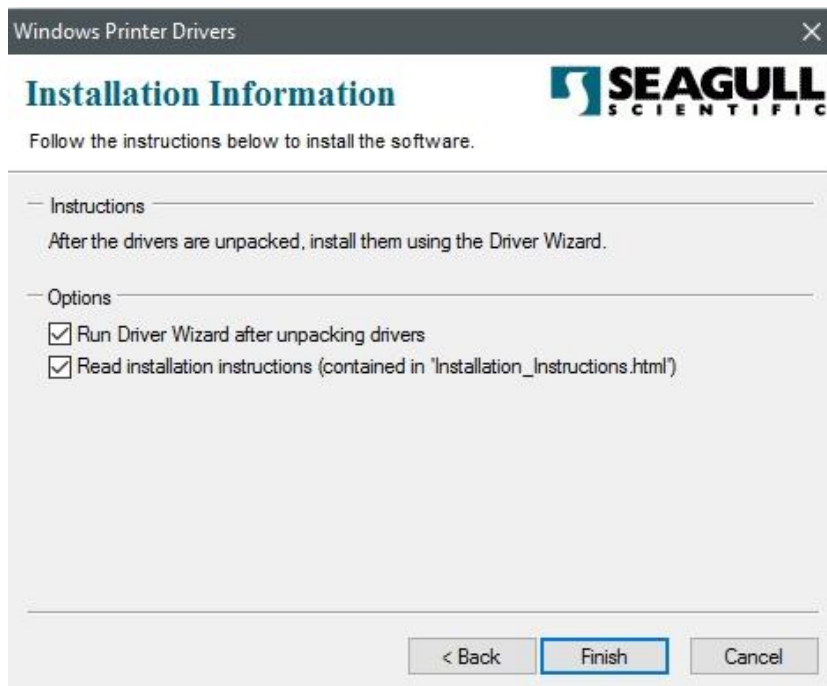 Windows Printer Drivers
Installation Information
SEAGULL
SCIENTIFIC
Follow the instructions below to install the software.
Instructions
After the drivers are unpacked, install them using the Driver Wizard.
Options
Run Driver Wizard after unpacking drivers
Read installation instructions (contained in 'Installation_Instructions.html')
< Back
Finish
Cancel